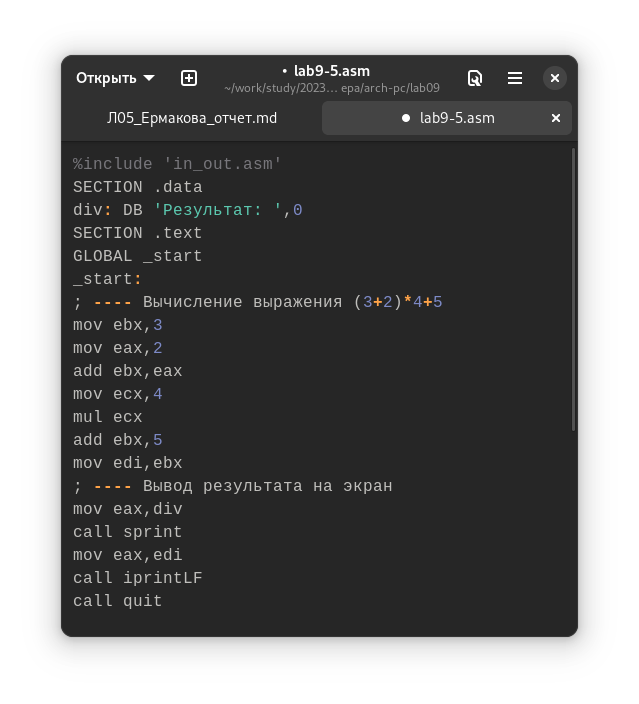 Открыть
• lab9-5.asm
~/work/study/2023… epa/arch-pc/lab09
Л05_Ермакова_отчет.md
● lab9-5.asm
%include 'in_out.asm'
SECTION .data
div: DB 'Результат: ',0
SECTION .text
GLOBAL _start
_start:
; ---- Вычисление выражения (3+2)*4+5
mov ebx,3
mov eax,2
add ebx,eax
mov ecx,4
mul ecx
add ebx,5
mov edi,ebx
; ---- Вывод результата на экран
mov eax,div
call sprint
mov eax,edi
call iprintLF
call quit